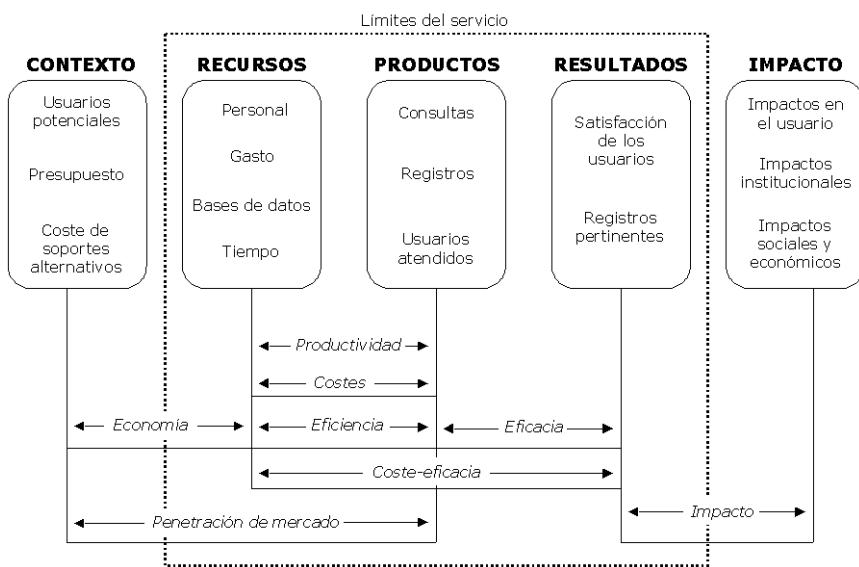 Límites del servicio
CONTEXTO
RECURSOS
PRODUCTOS
RESULTADOS
IMPACTO
Usuarios
potenciales
Presupuesto
Coste de
soportes
alternativos
Personal
Gasto
Bases de datos
Tiempo
Consultas
Registros
Usuarios
atendidos
Satisfacción
de los
usuarios
Registros
pertinentes
Impactos en
el usuario
Impactos
institucionales
Impactos
sociales y
económicos
Productividad
Costes
Economía
Eficiencia
Eficacia
Coste-eficacia
Penetración de mercado
Impacto